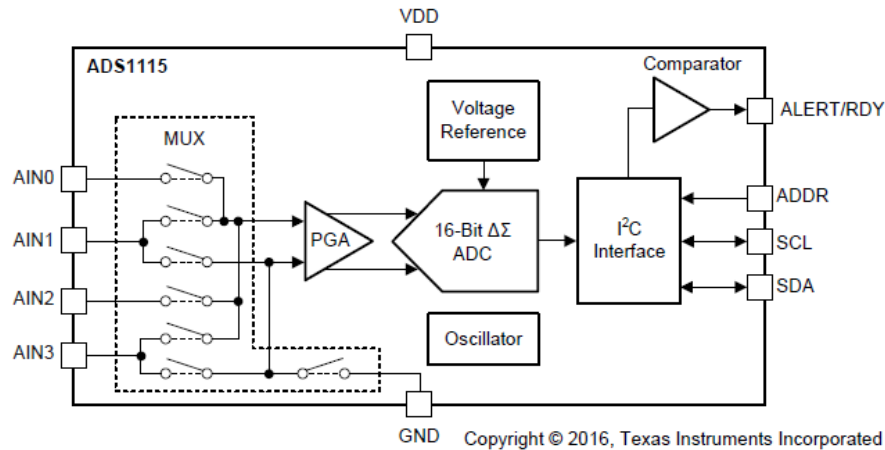 VDD
ADS1115
Comparator
Voltage
Reference
ALERT/RDY
MUX
AIN0
ADDR
AIN1
PGA
16-Bit ΔΣ
ADC
I²C
Interface
SCL
AIN2
SDA
Oscillator
AIN3
GND
Copyright © 2016, Texas Instruments Incorporated